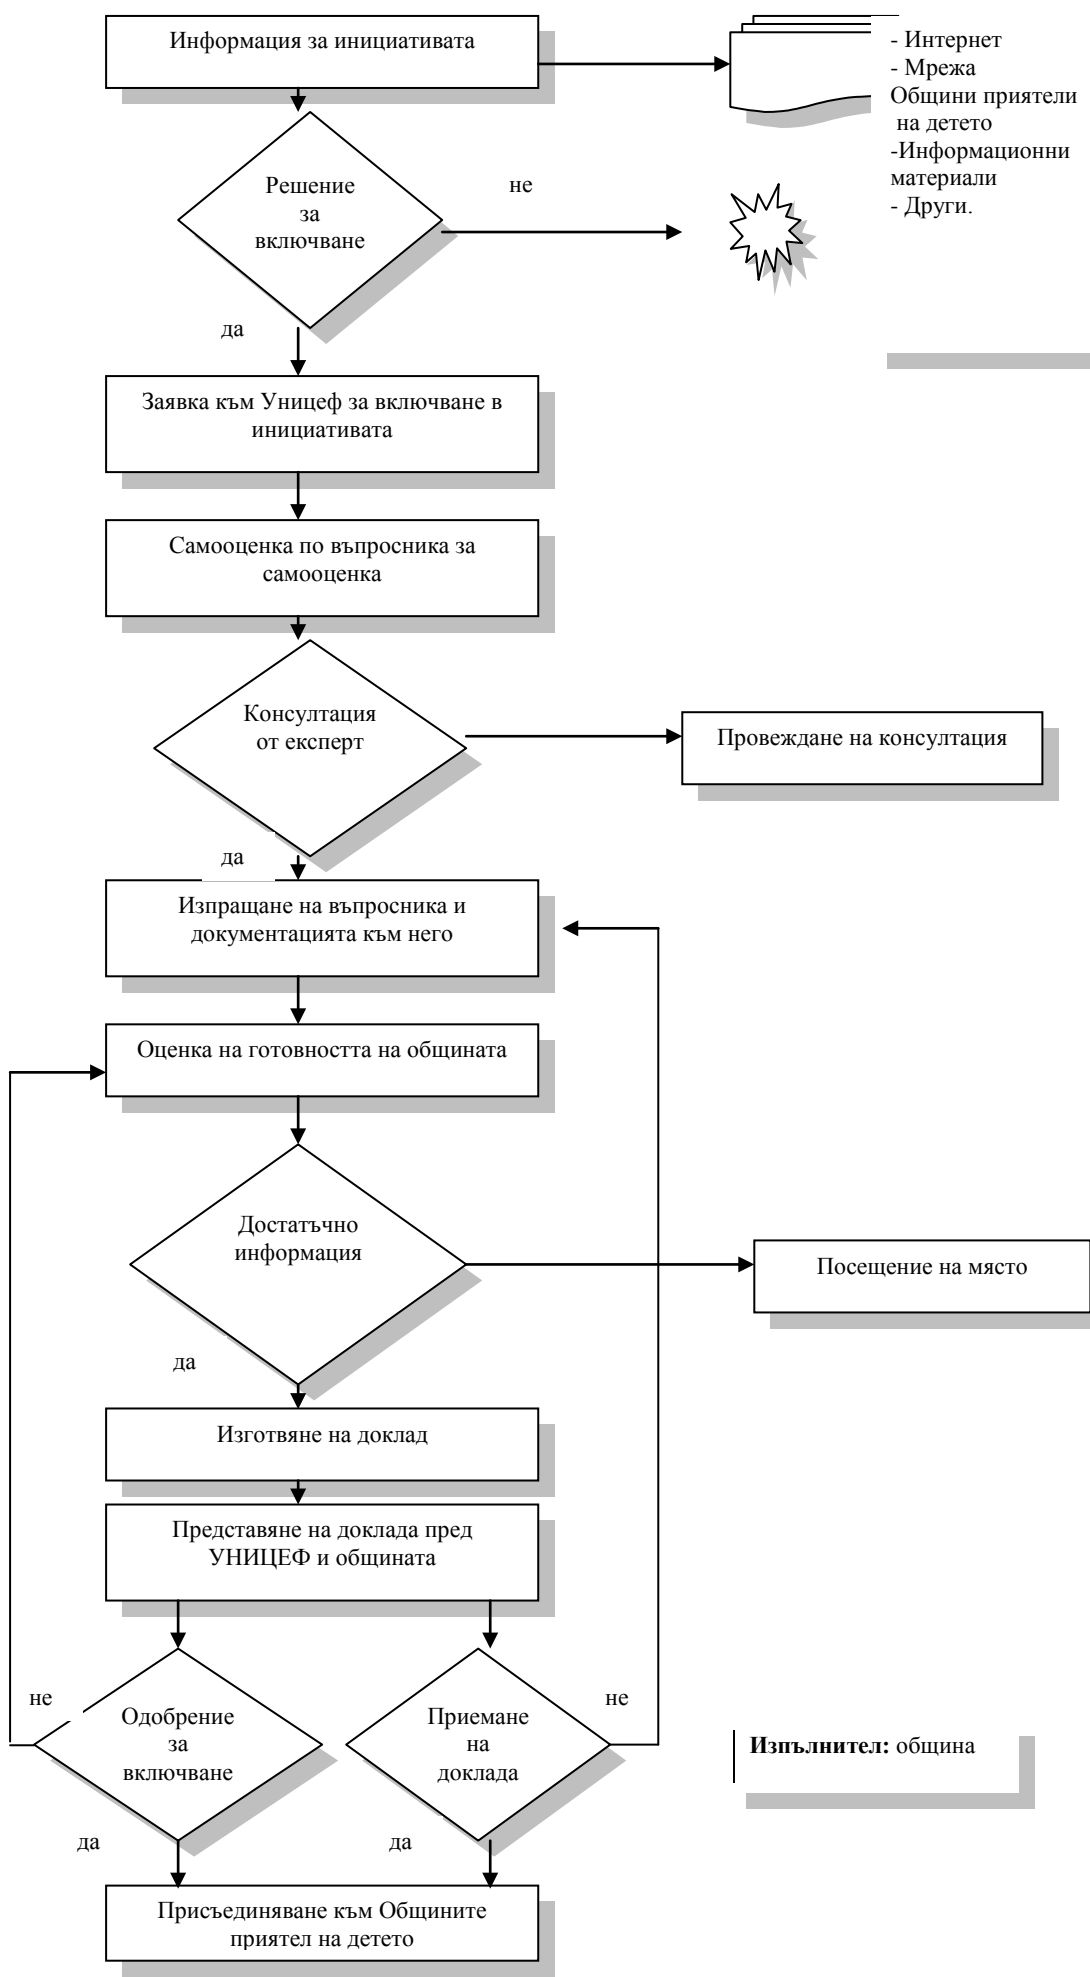 Информация за инициативата
- Интернет
- Мрежа
Общини приятели
на детето
-Информационни
материали
- Други.
Решение
за
включване
не
да
Заявка към Уницеф за включване в
инициативата
Самооценка по въпросника за
самооценка
Консултация
от експерт
Провеждане на консултация
да
Изпращане на въпросника и
документацията към него
Оценка на готовността на общината
Достатъчно
информация
Посещение на място
да
Изготвяне на доклад
Представяне на доклада пред
УНИЦЕФ и общината
не
Одобрение
за
включване
Приемане
на
доклада
не
Изпълнител: община
да
да
Присъединяване към Общините
приятел на детето